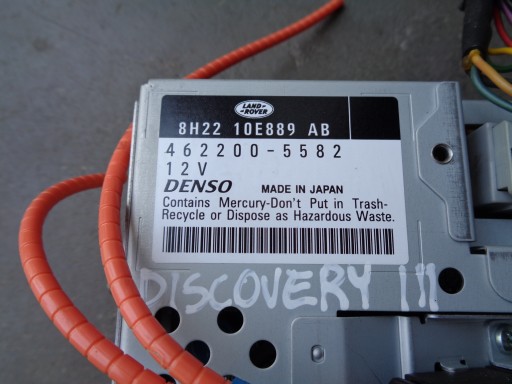 LAND-
ROVER
8H22 10E889 AB
462200-5582
12V
DENSO MADE IN JAPAN
Contains Mercury-Don't Put in Trash-
Recycle or Dispose as Hazardous Waste.
DISCOVERY III